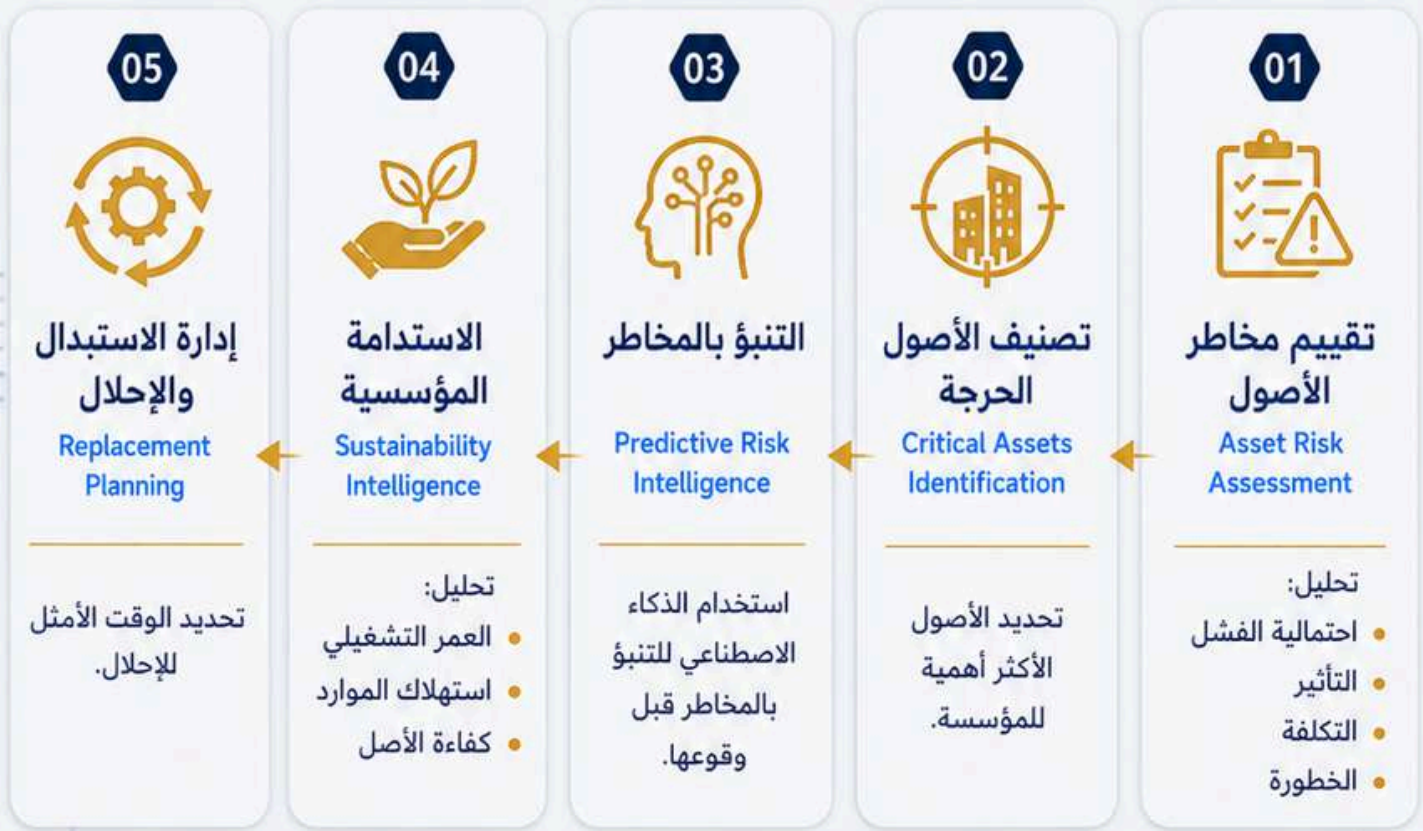 01
تقييم مخاطر
الأصول
Asset Risk
Assessment
تحليل:
• احتمالية الفشل
• التأثير
• التكلفة
• الخطورة
02
تصنيف الأصول
الحرجة
Critical Assets
Identification
تحديد الأصول
الأكثر أهمية
للمؤسسة.
03
التنبؤ بالمخاطر
Predictive Risk
Intelligence
استخدام الذكاء
الاصطناعي للتنبؤ
بالمخاطر قبل
وقوعها.
04
الاستدامة
المؤسسية
Sustainability
Intelligence
تحليل:
• العمر التشغيلي
• استهلاك الموارد
• كفاءة الأصل
05
إدارة الاستبدال
والإحلال
Replacement
Planning
تحديد الوقت الأمثل
للإحلال.